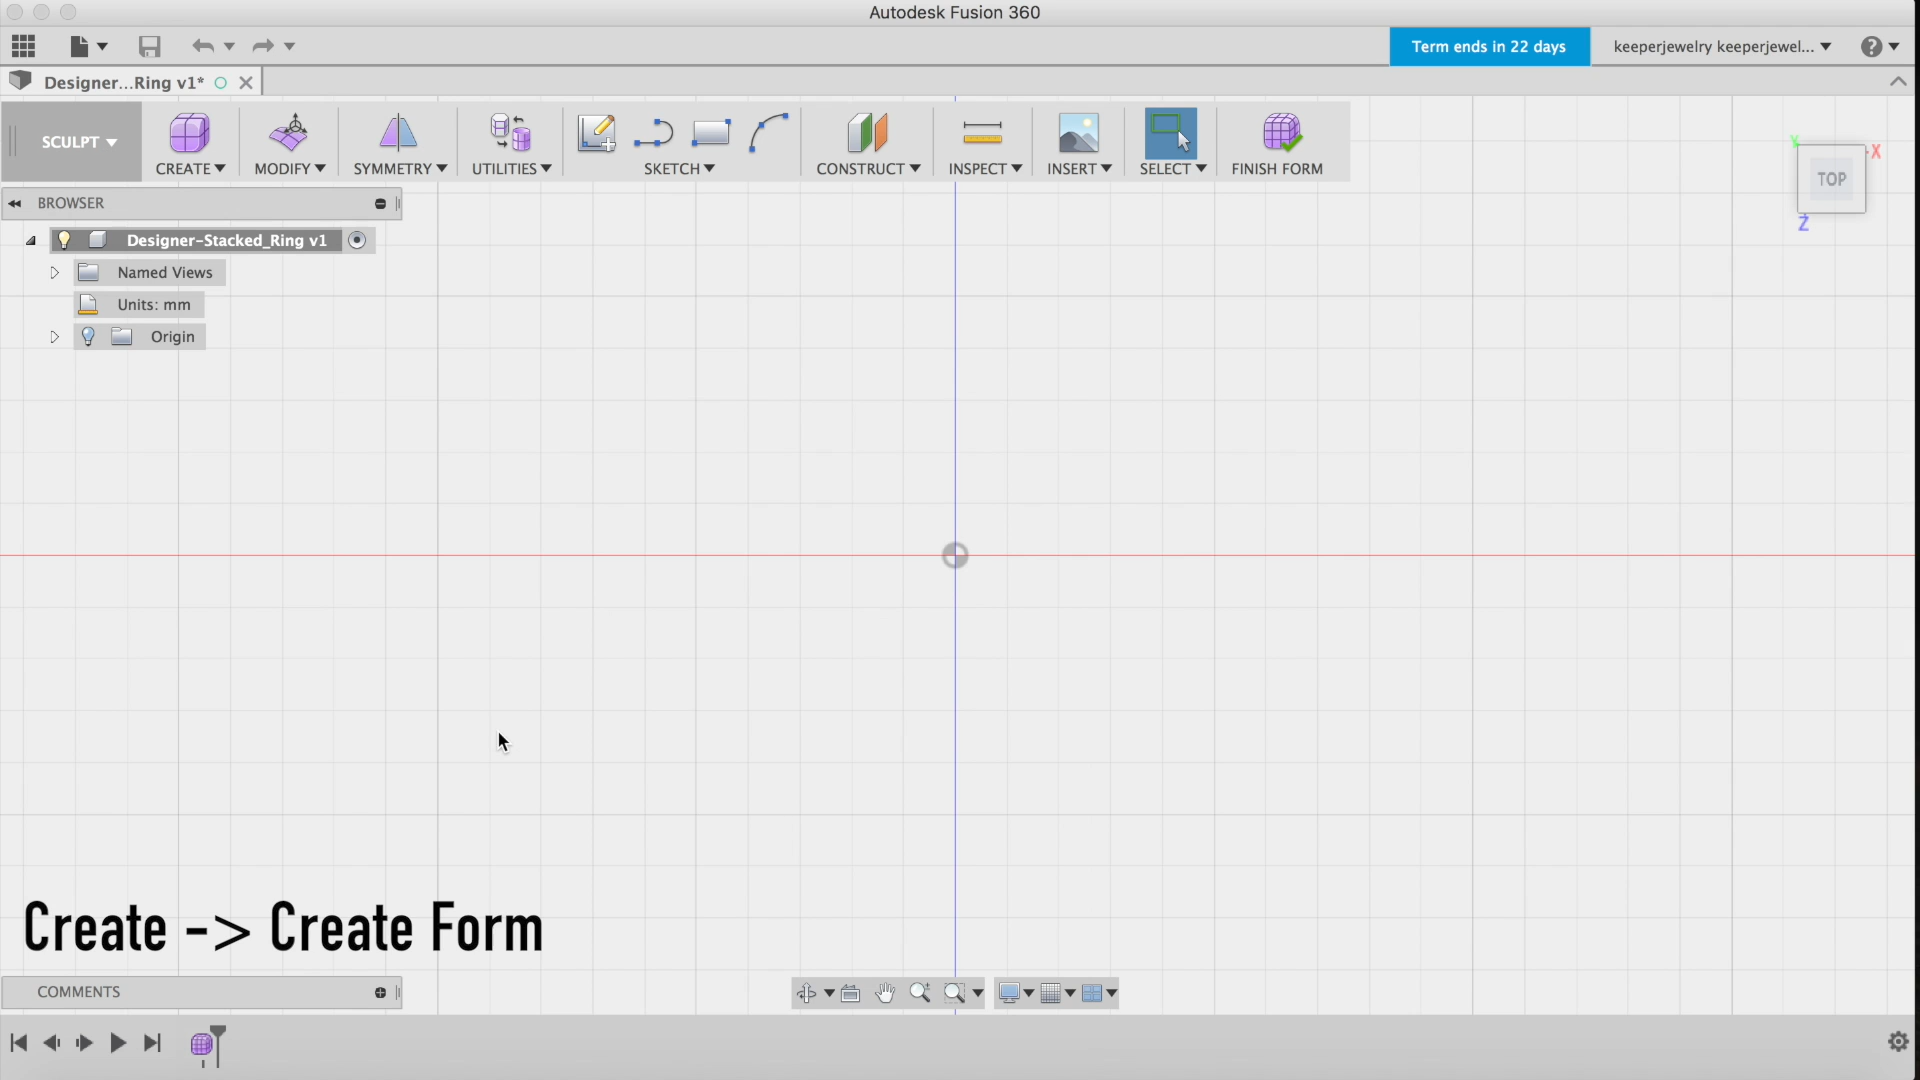 Autodesk Fusion 360
Term ends in 22 days
keeperjewelry keeperjewel...
Designer...Ring v1*
SCULPT
CREATE
MODIFY
SYMMETRY
UTILITIES
SKETCH
CONSTRUCT
INSPECT
INSERT
SELECT
FINISH FORM
Y
X
TOP
Z
BROWSER
Designer-Stacked_Ring v1
Named Views
Units: mm
Origin
Create -> Create Form
COMMENTS